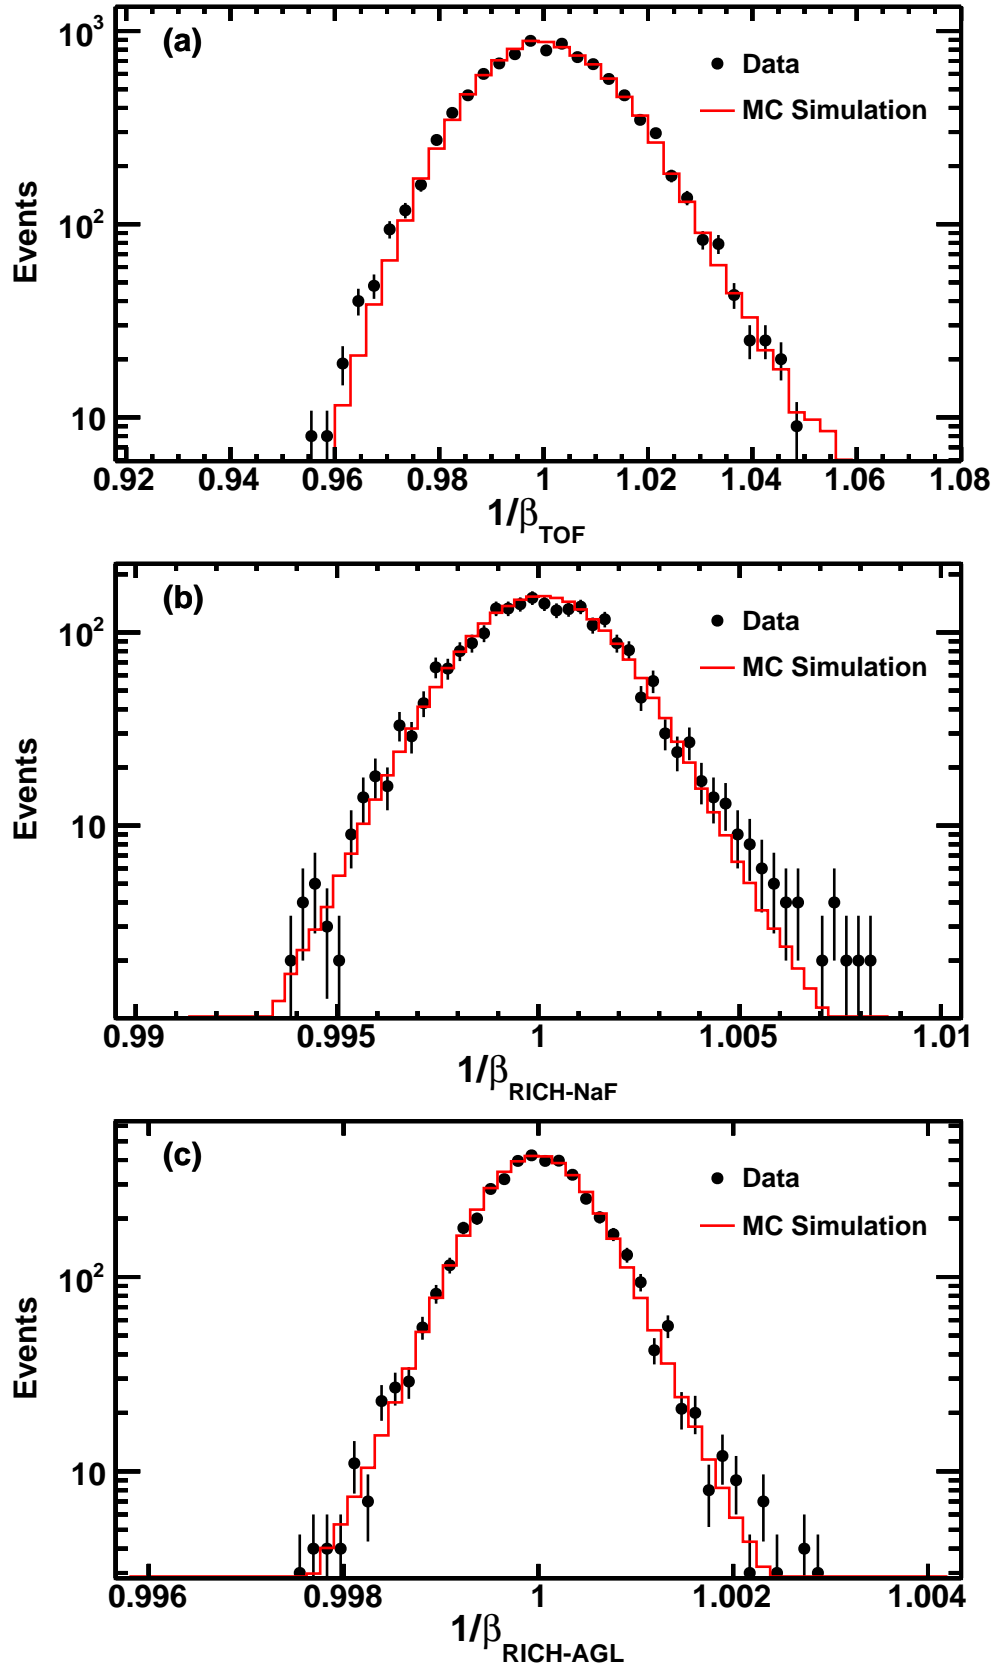 (a)
Data
MC Simulation
10³
10²
10
Events
0.92 0.94 0.96 0.98 1 1.02 1.04 1.06 1.08
1/β_TOF
(b)
Data
MC Simulation
10²
10
Events
0.99 0.995 1 1.005 1.01
1/β_RICH-NaF
(c)
Data
MC Simulation
10²
10
Events
0.996 0.998 1 1.002 1.004
1/β_RICH-AGL